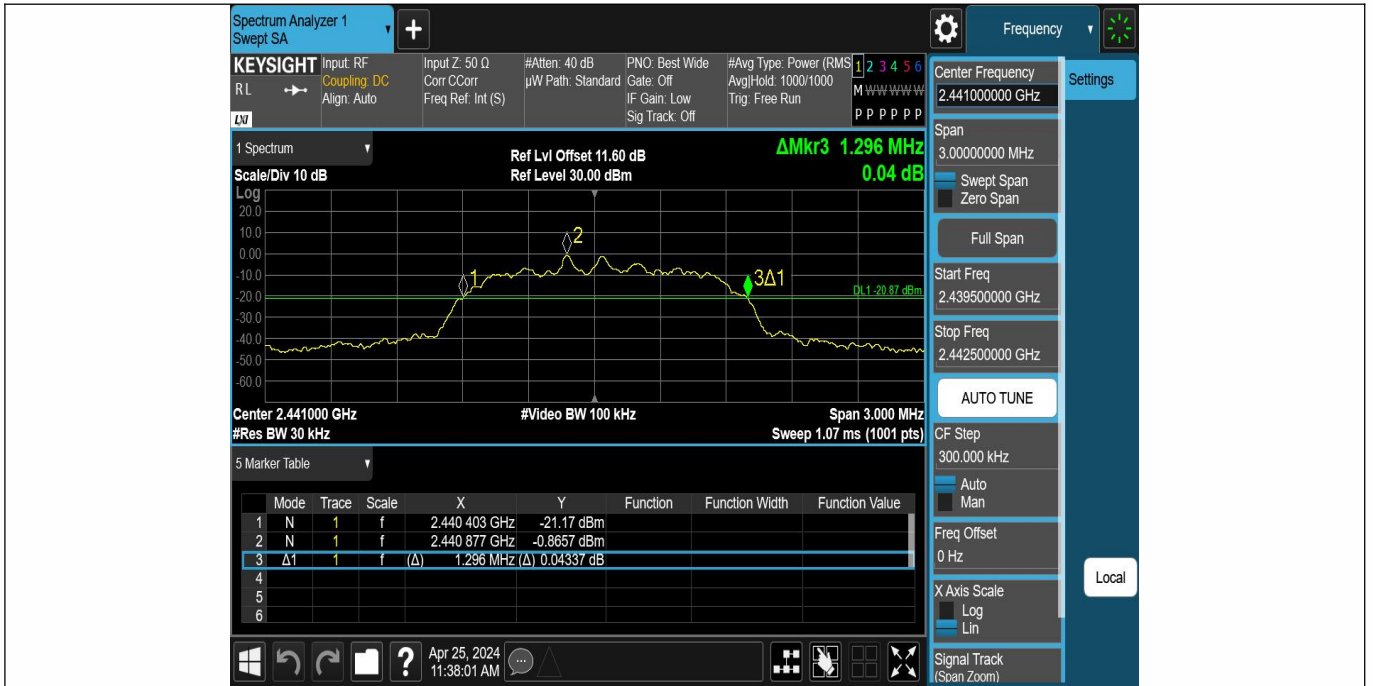 Spectrum Analyzer 1
Swept SA
+
Frequency
KEYSIGHT
RL
LXI
Input: RF
Coupling: DC
Align: Auto
Input Z: 50 Ω
Corr CCorr
Freq Ref: Int (S)
#Atten: 40 dB
µW Path: Standard
PNO: Best Wide
Gate: Off
IF Gain: Low
Sig Track: Off
#Avg Type: Power (RMS
Avg|Hold: 1000/1000
Trig: Free Run
1 2 3 4 5 6
M W W W W W
P P P P P P
1 Spectrum
Scale/Div 10 dB
Ref Lvl Offset 11.60 dB
Ref Level 30.00 dBm
ΔMkr3 1.296 MHz
0.04 dB
Log
20.0
10.0
0.00
-10.0
-20.0
-30.0
-40.0
-50.0
-60.0
1
2
3Δ1
DL1 -20.87 dBm
Center 2.441000 GHz
#Video BW 100 kHz
Span 3.000 MHz
#Res BW 30 kHz
Sweep 1.07 ms (1001 pts)
5 Marker Table
Mode Trace Scale X Y Function Function Width Function Value
1 N 1 f 2.440 403 GHz -21.17 dBm
2 N 1 f 2.440 877 GHz -0.8657 dBm
3 Δ1 1 f (Δ) 1.296 MHz (Δ) 0.04337 dB
4
5
6
?
Apr 25, 2024
11:38:01 AM
Center Frequency
2.441000000 GHz
Settings
Span
3.00000000 MHz
Swept Span
Zero Span
Full Span
Start Freq
2.439500000 GHz
Stop Freq
2.442500000 GHz
AUTO TUNE
CF Step
300.000 kHz
Auto
Man
Freq Offset
0 Hz
Local
X Axis Scale
Log
Lin
Signal Track
(Span Zoom)